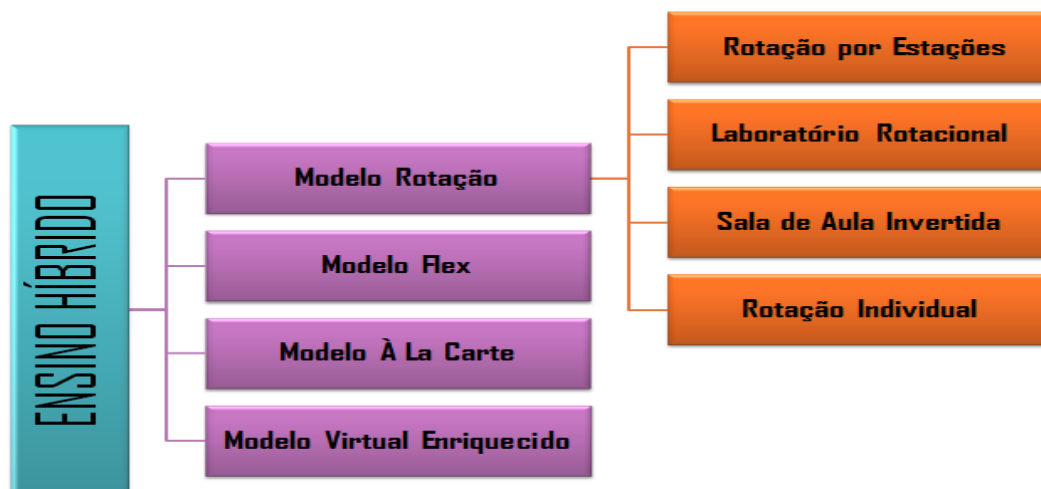 ENSINO HÍBRIDO
Modelo Rotação
Modelo Flex
Modelo À La Carte
Modelo Virtual Enriquecido
Rotação por Estações
Laboratório Rotacional
Sala de Aula Invertida
Rotação Individual